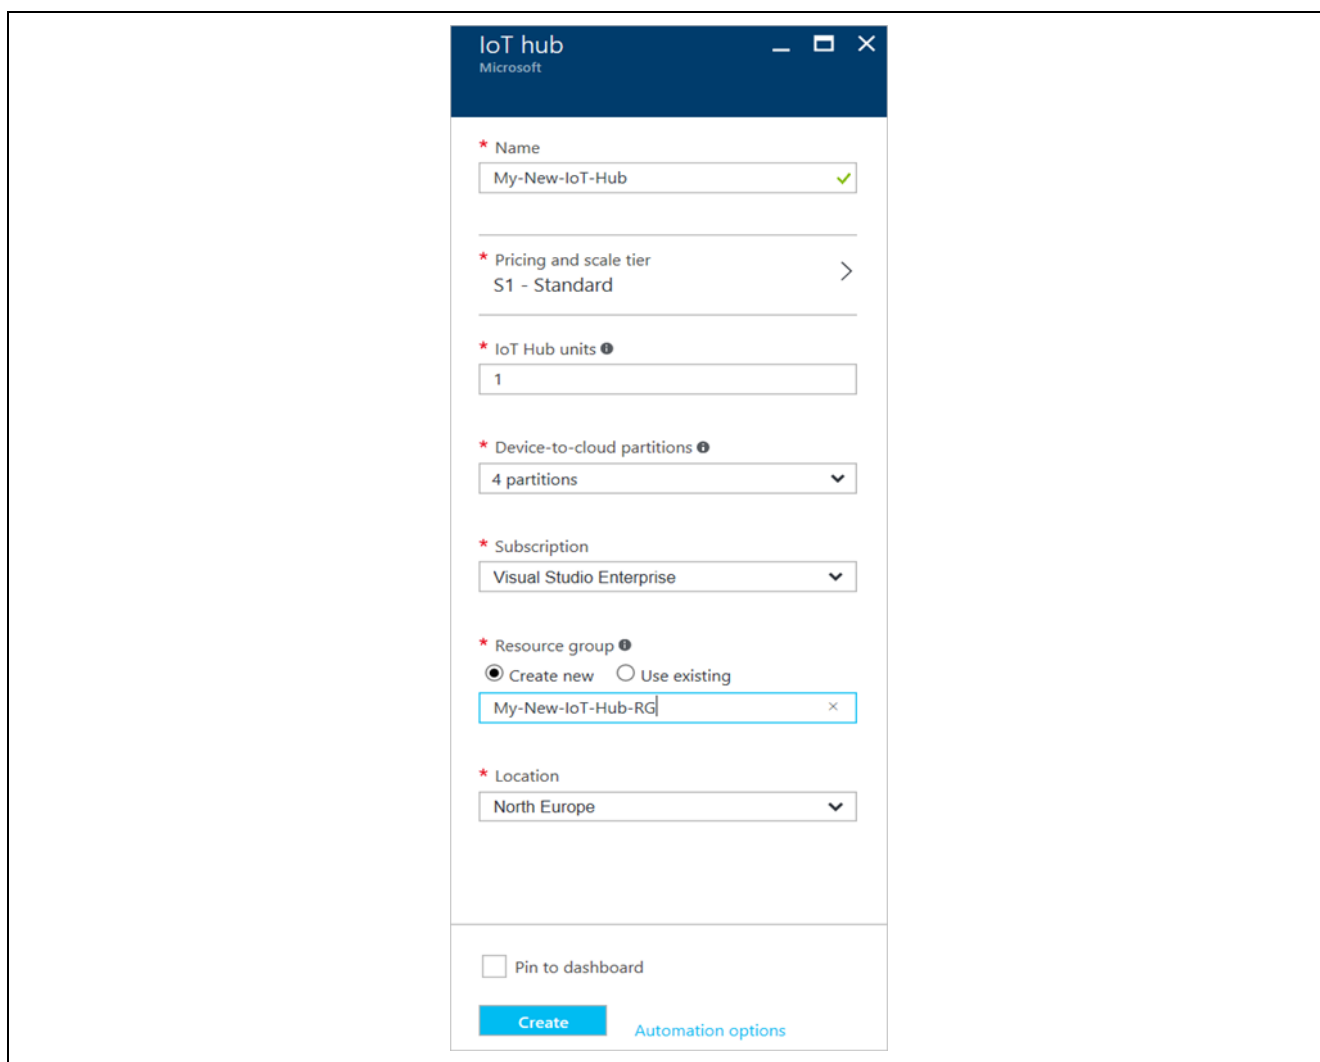 IoT hub
Microsoft
* Name
My-New-IoT-Hub
* Pricing and scale tier
S1 - Standard
* IoT Hub units
1
* Device-to-cloud partitions
4 partitions
* Subscription
Visual Studio Enterprise
* Resource group
Create new Use existing
My-New-IoT-Hub-RG
* Location
North Europe
Pin to dashboard
Create Automation options